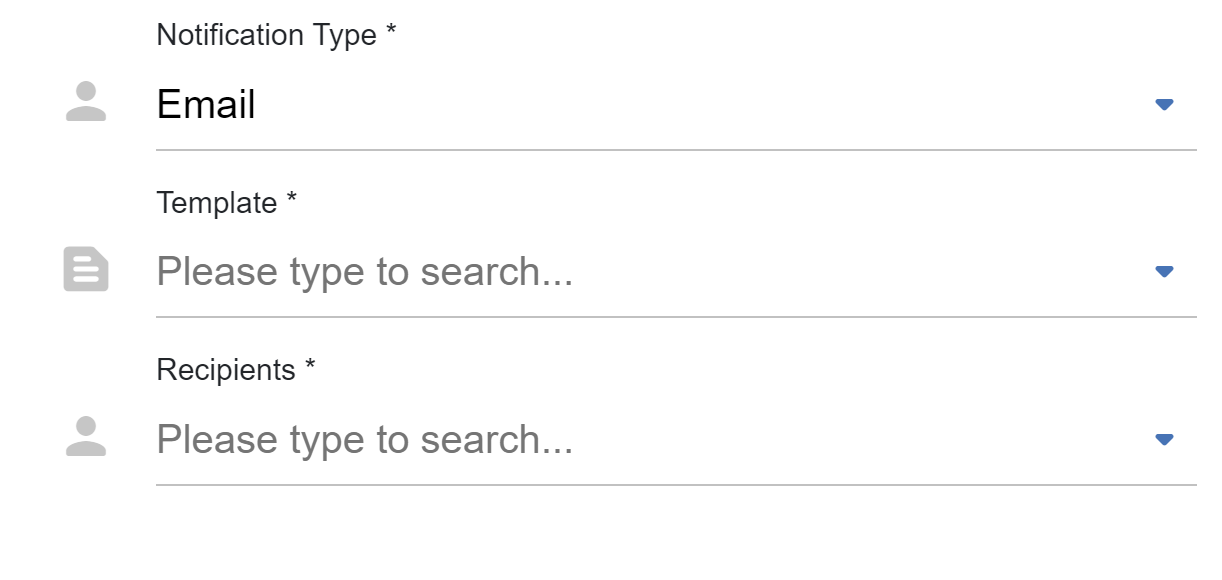 Notification Type *
Email
Template *
Please type to search...
Recipients *
Please type to search...